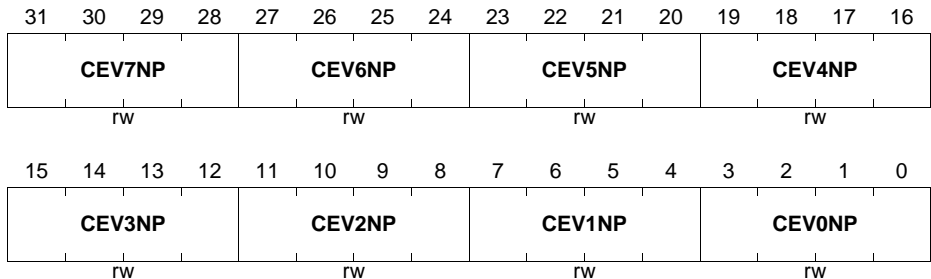 31 30 29 28 27 26 25 24 23 22 21 20 19 18 17 16
CEV7NP CEV6NP CEV5NP CEV4NP
rw rw rw rw
15 14 13 12 11 10 9 8 7 6 5 4 3 2 1 0
CEV3NP CEV2NP CEV1NP CEV0NP
rw rw rw rw